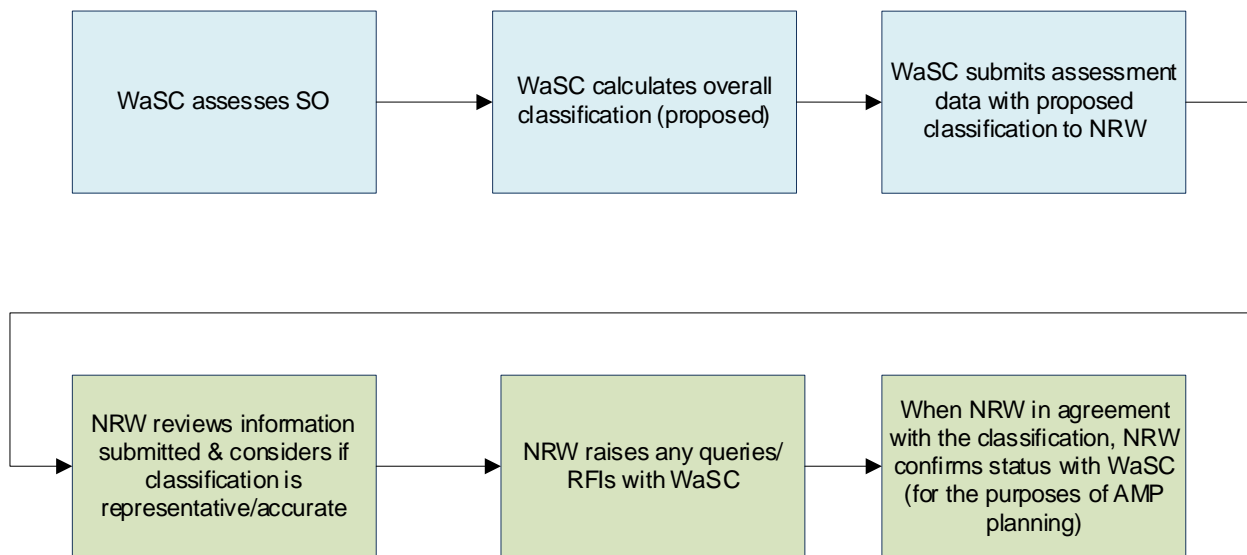 WaSC assesses SO
WaSC calculates overall
classification (proposed)
WaSC submits assessment
data with proposed
classification to NRW
NRW reviews information
submitted & considers if
classification is
representative/accurate
NRW raises any queries/
RFIs with WaSC
When NRW in agreement
with the classification, NRW
confirms status with WaSC
(for the purposes of AMP
planning)